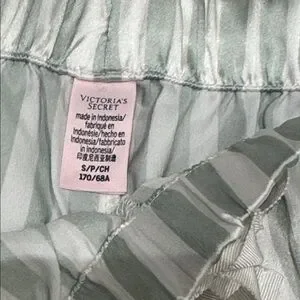 VICTORIA'S
SECRET
made in Indonesia/
fabriqué en
Indonésie/hecho en
Indonesia/fabbricato
in Indonesia/
印度尼西亚制造
S/P/CH
170/68A